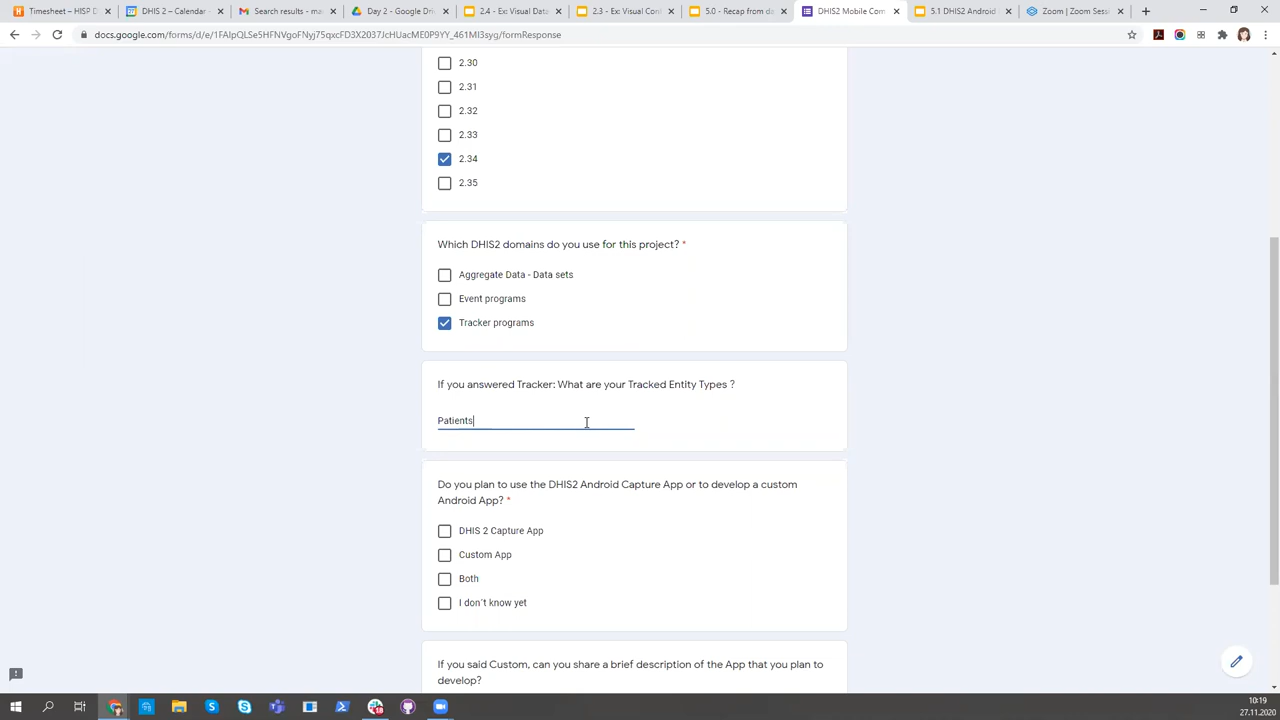 Timesheet — HISP D
DHIS 2 – Calendar
Search results - ma
Day 2 - Google Dri
2.4 - Ex: Visual Data
2.3 - Ex: Visual Con
5.0 - Recap from da
DHIS2 Mobile Com
5.1 DHIS2 Android
Zoom | Zoom Sess
docs.google.com/forms/d/e/1FAIpQLSe5HFNVgoFNyj75qxcFD3X2037JcHUacME0P9YY_461MI3syg/formResponse
2.30
2.31
2.32
2.33
2.34
2.35
Which DHIS2 domains do you use for this project? *
Aggregate Data - Data sets
Event programs
Tracker programs
If you answered Tracker: What are your Tracked Entity Types ?
Patients
Do you plan to use the DHIS2 Android Capture App or to develop a custom
Android App? *
DHIS 2 Capture App
Custom App
Both
I don´t know yet
If you said Custom, can you share a brief description of the App that you plan to
develop?
10:19
27.11.2020